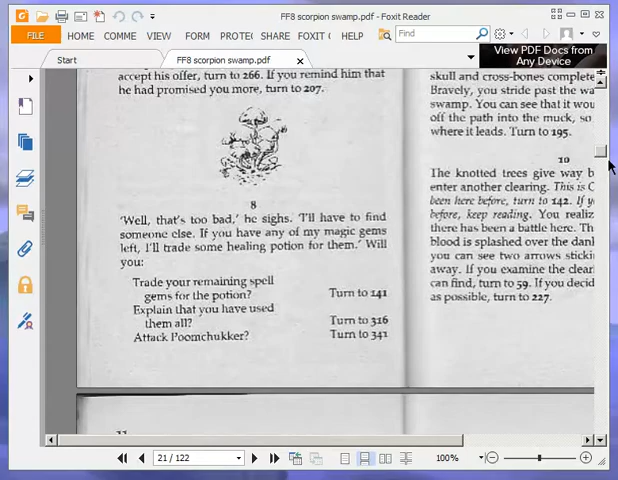 FF8 scorpion swamp.pdf - Foxit Reader
FILE HOME COMME VIEW FORM PROTE SHARE FOXIT HELP Find
Start FF8 scorpion swamp.pdf View PDF Docs from
Any Device
accept his offer, turn to 266. If you remind him that
he had promised you more, turn to 207.
8
'Well, that's too bad,' he sighs. 'I'll have to find
someone else. If you have any of my magic gems
left, I'll trade some healing potion for them.' Will
you:
Trade your remaining spell
gems for the potion? Turn to 141
Explain that you have used
them all? Turn to 316
Attack Poomchukker? Turn to 341
skull and cross-bones complete
Bravely, you stride past the wa
swamp. You can see that it wou
off the path into the muck, so
where it leads. Turn to 195.
10
The knotted trees give way b
enter another clearing. This is C
been here before, turn to 142. If y
before, keep reading. You realiz
there has been a battle here. Th
blood is splashed over the dan
you can see two arrows sticki
away. If you examine the clear
can find, turn to 59. If you decid
as possible, turn to 227.
21 / 122 100%